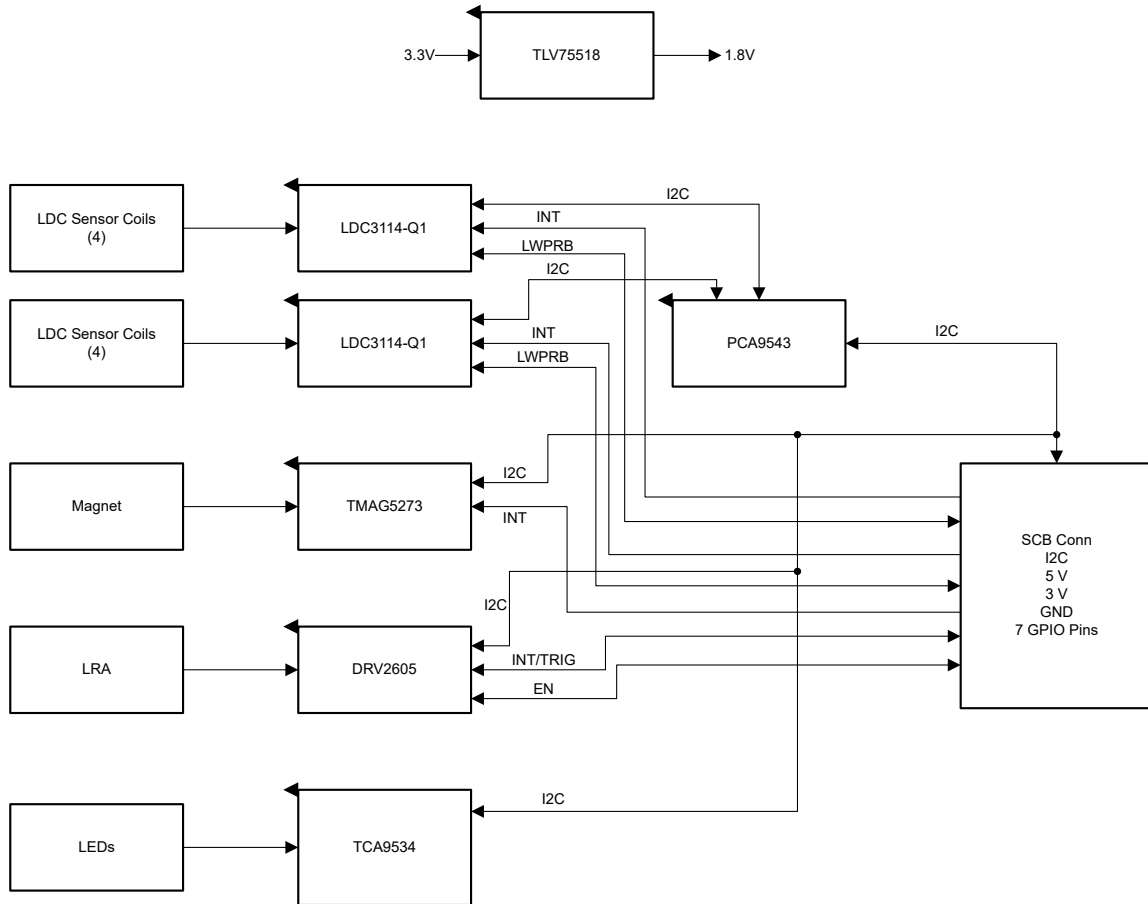 3.3V
TLV75518
1.8V
LDC Sensor Coils
(4)
LDC3114-Q1
I2C
INT
LWPRB
LDC Sensor Coils
(4)
LDC3114-Q1
I2C
INT
LWPRB
PCA9543
I2C
Magnet
TMAG5273
I2C
INT
SCB Conn
I2C
5 V
3 V
GND
7 GPIO Pins
LRA
DRV2605
I2C
INT/TRIG
EN
LEDs
TCA9534
I2C